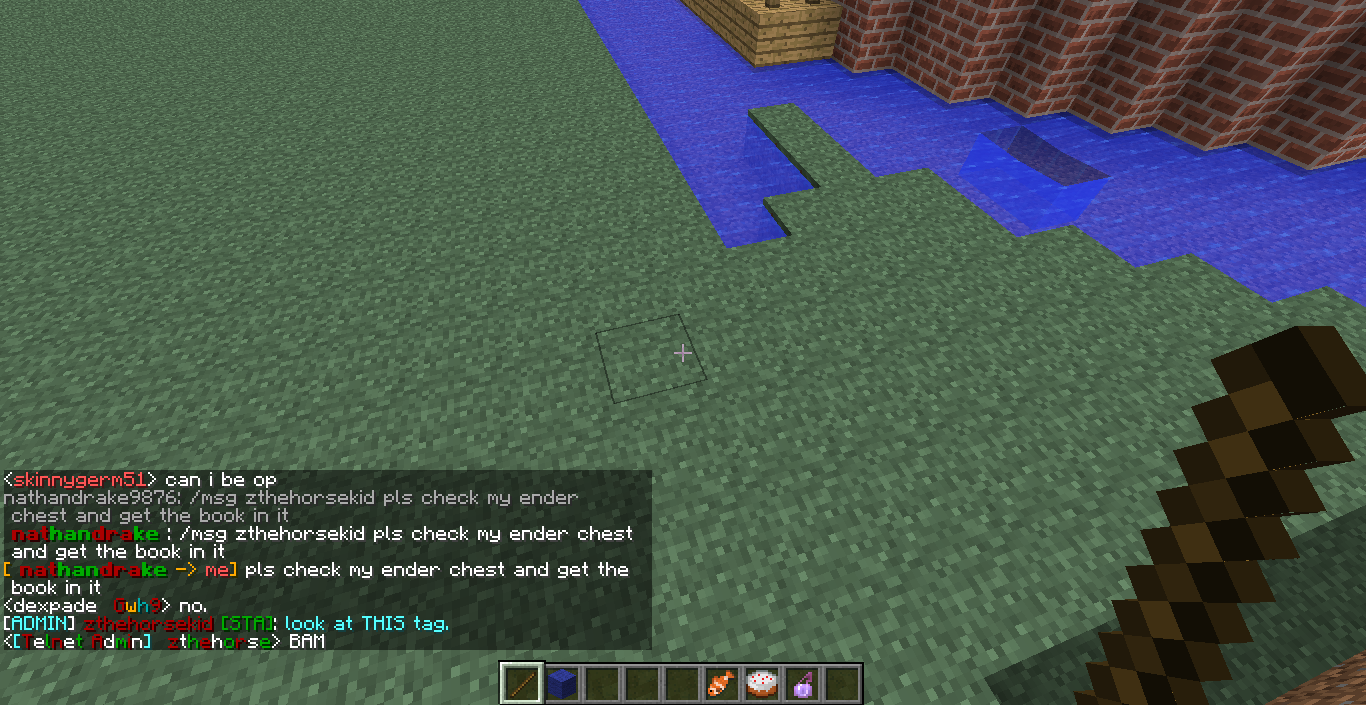 <skinnygerm51> can i be op
nathandrake9876: /msg zthehorsekid pls check my ender
chest and get the book in it
nathandrake : /msg zthehorsekid pls check my ender chest
and get the book in it
[ nathandrake -> me] pls check my ender chest and get the
book in it
<dexpade Gwh9> no.
[ADMIN] zthehorsekid [STA]: look at THIS tag.
<[Telnet Admin] zthehorse> BAM